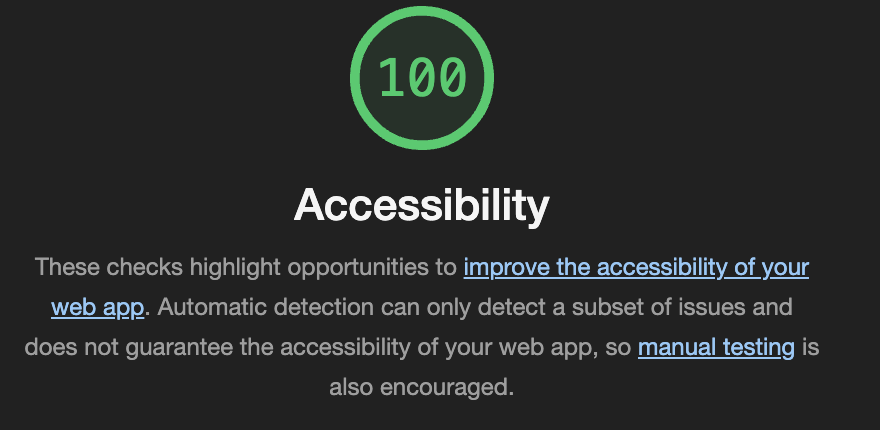 100
Accessibility
These checks highlight opportunities to improve the accessibility of your
web app. Automatic detection can only detect a subset of issues and
does not guarantee the accessibility of your web app, so manual testing is
also encouraged.